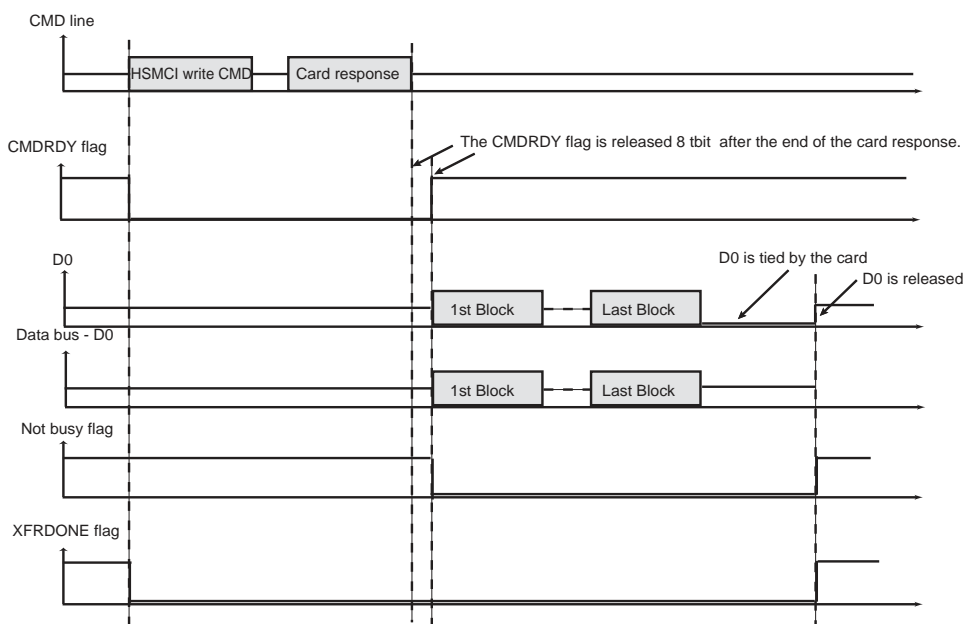 CMD line
HSMCI write CMD
Card response
The CMDRDY flag is released 8 tbit after the end of the card response.
CMDRDY flag
D0
D0 is tied by the card
D0 is released
1st Block
Last Block
Data bus - D0
1st Block
Last Block
Not busy flag
XFRDONE flag